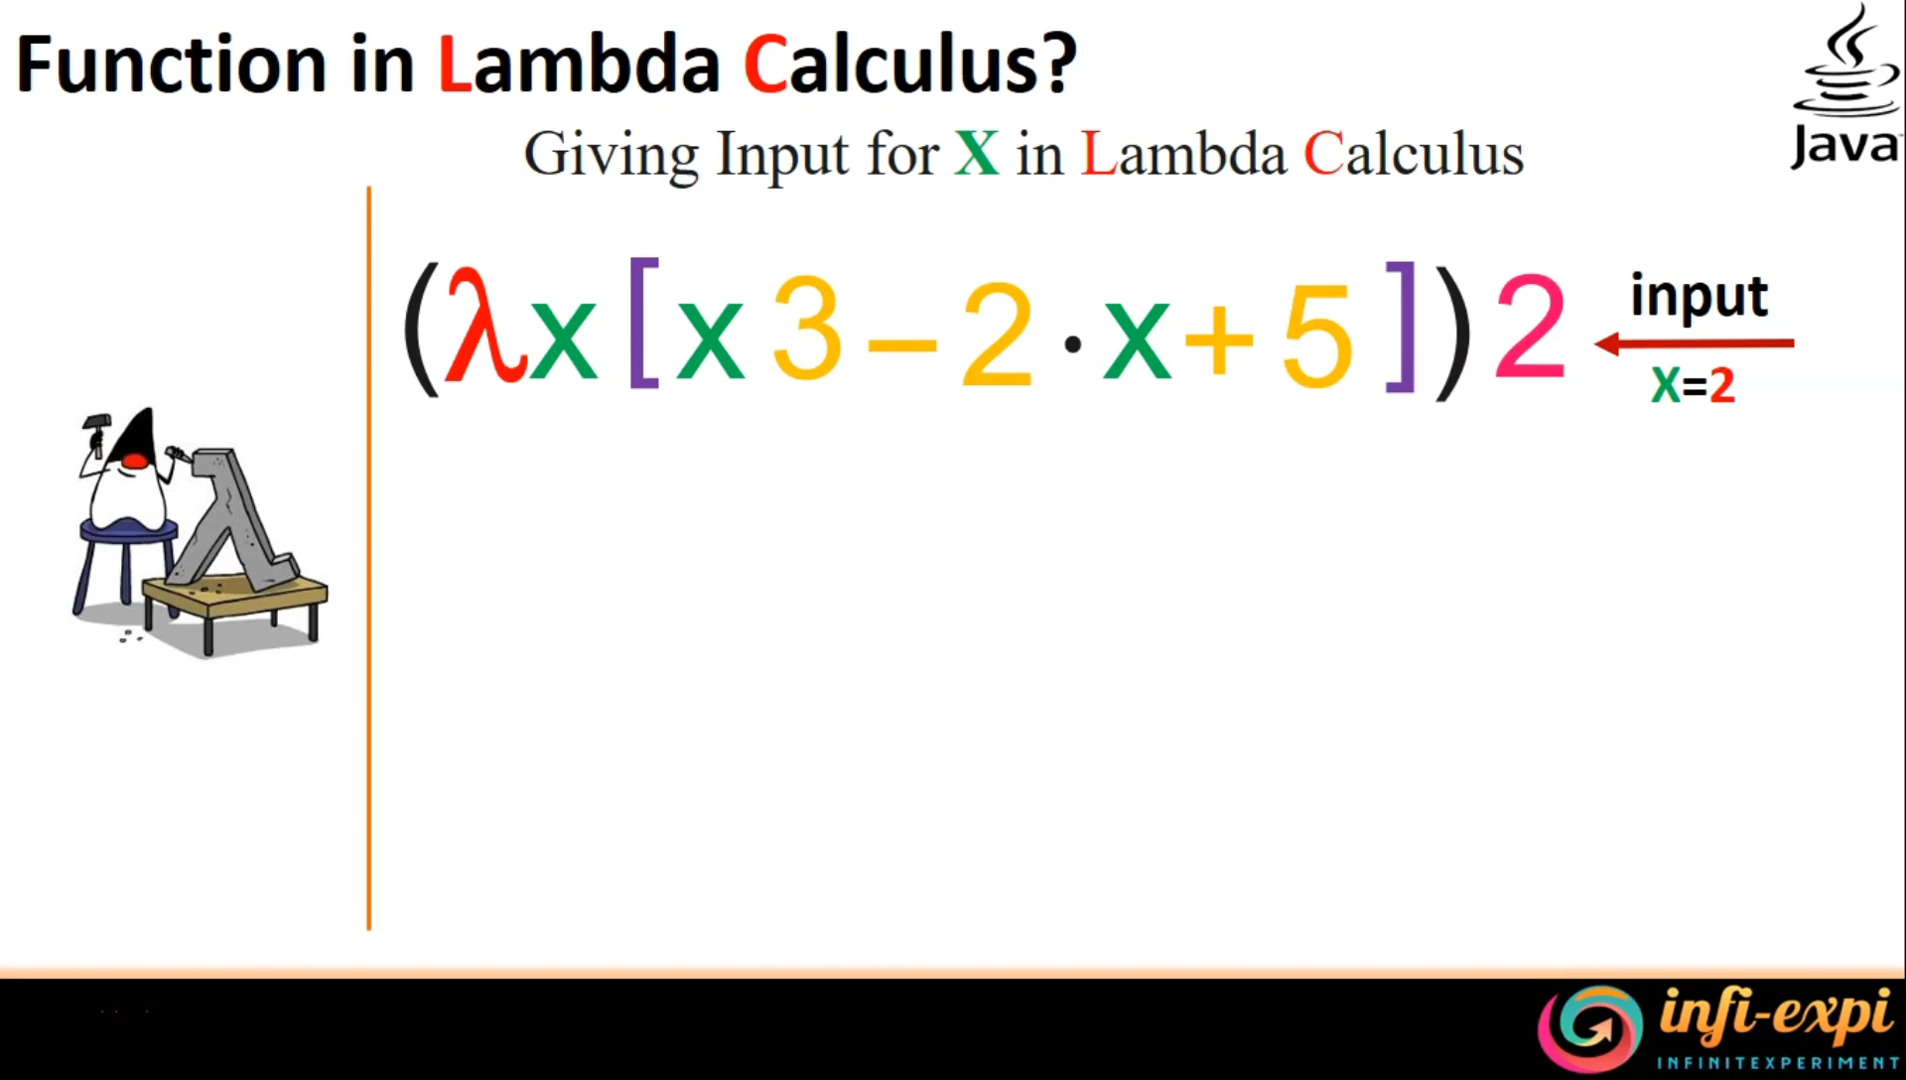 Function in Lambda Calculus?
Java
Giving Input for X in Lambda Calculus
(λx[x3–2·x+5])2
input
X=2
infi-expi
INFINITEXPERIMENT